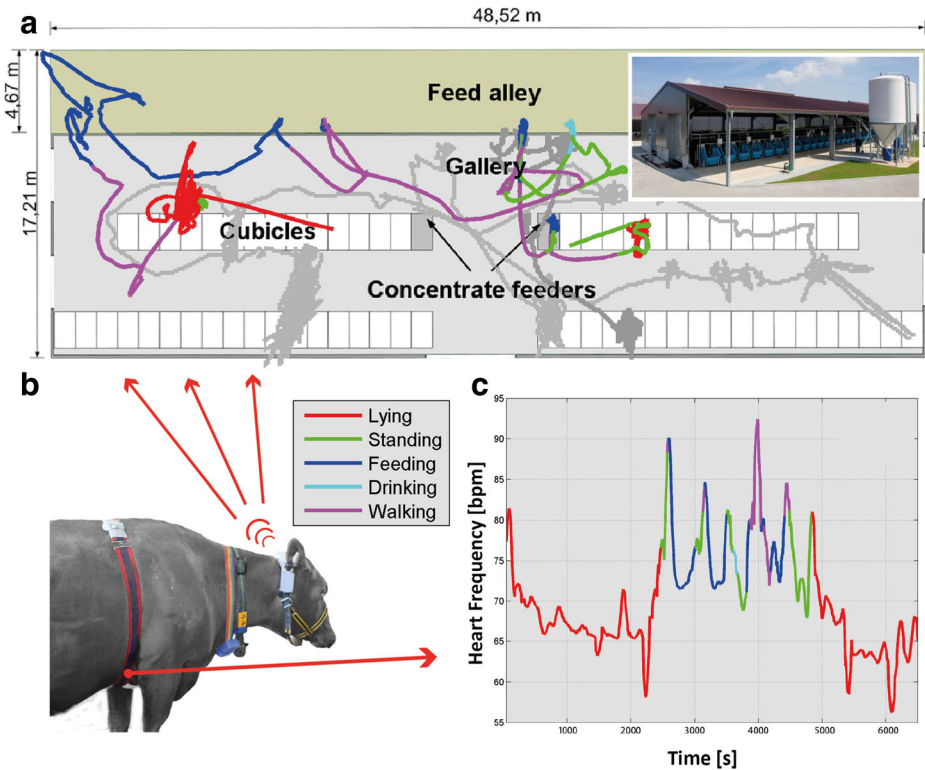 a
48,52 m
4,67 m
17,21 m
Feed alley
Gallery
Cubicles
Concentrate feeders
b
Lying
Standing
Feeding
Drinking
Walking
c
Heart Frequency [bpm]
95
90
85
80
75
70
65
60
55
1000
2000
3000
4000
5000
6000
Time [s]